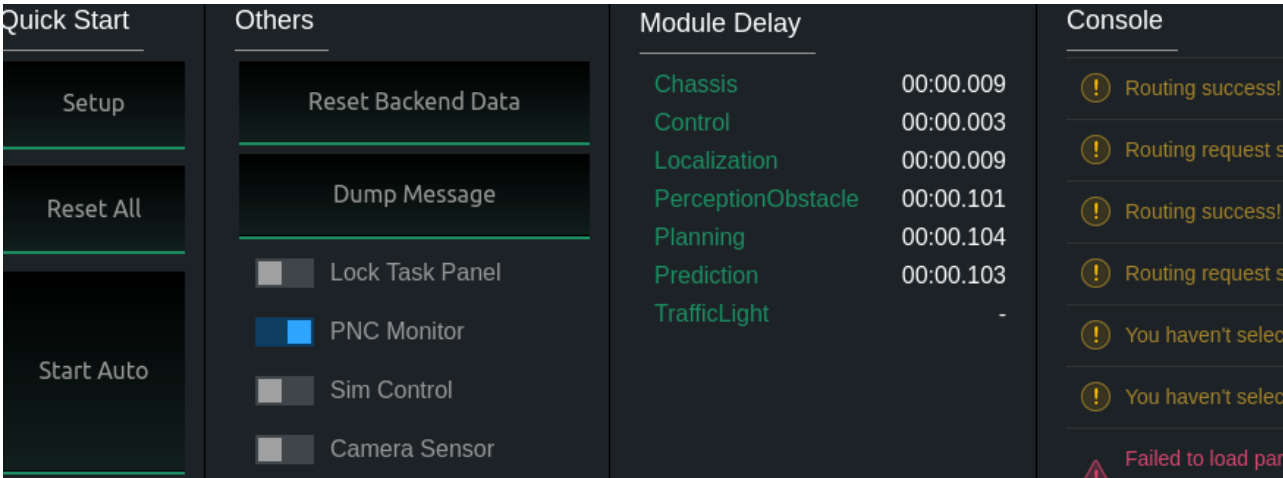 Quick Start
Setup
Reset All
Start Auto
Others
Reset Backend Data
Dump Message
Lock Task Panel
PNC Monitor
Sim Control
Camera Sensor
Module Delay
Chassis 00:00.009
Control 00:00.003
Localization 00:00.009
PerceptionObstacle 00:00.101
Planning 00:00.104
Prediction 00:00.103
TrafficLight -
Console
Routing success!
Routing request s
Routing success!
Routing request s
You haven't selec
You haven't selec
Failed to load par